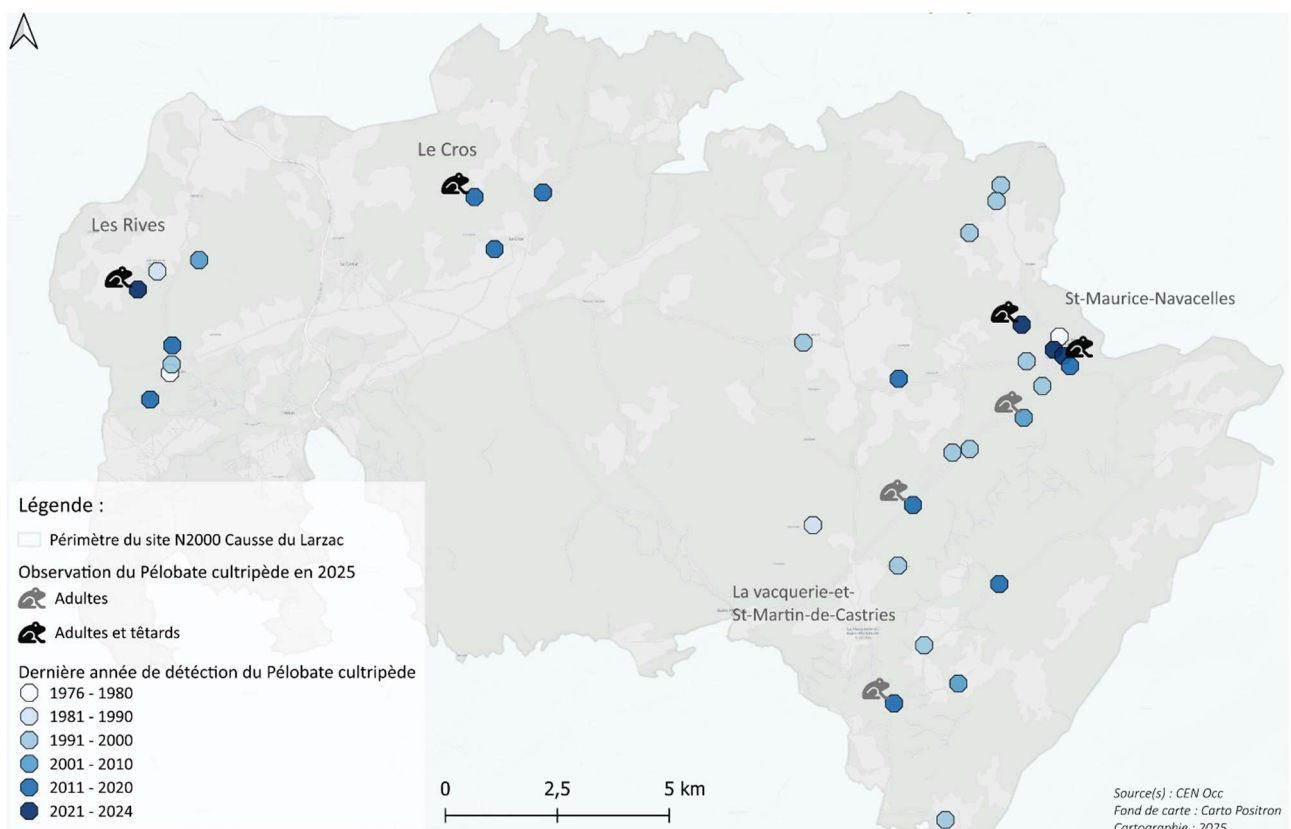 Le Cros
Les Rives
St-Maurice-Navacelles
La vacquerie-et-
St-Martin-de-Castries
Légende :
Périmètre du site N2000 Causse du Larzac
Observation du Pélobate cultripède en 2025
Adultes
Adultes et têtards
Dernière année de détéction du Pélobate cultripède
1976 - 1980
1981 - 1990
1991 - 2000
2001 - 2010
2011 - 2020
2021 - 2024
0 2,5 5 km
Source(s) : CEN Occ
Fond de carte : Carto Positron
Cartographie : 2025